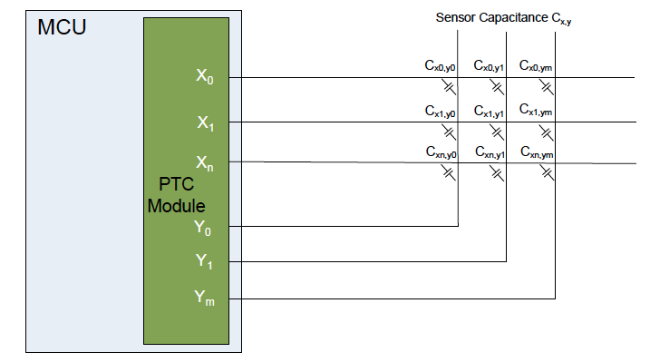 Sensor Capacitance Cx,y
MCU
X0
Cx0,y0 Cx0,y1 Cx0,ym
X1
Cx1,y0 Cx1,y1 Cx1,ym
Xn
Cxn,y0 Cxn,y1 Cxn,ym
PTC
Module
Y0
Y1
Ym